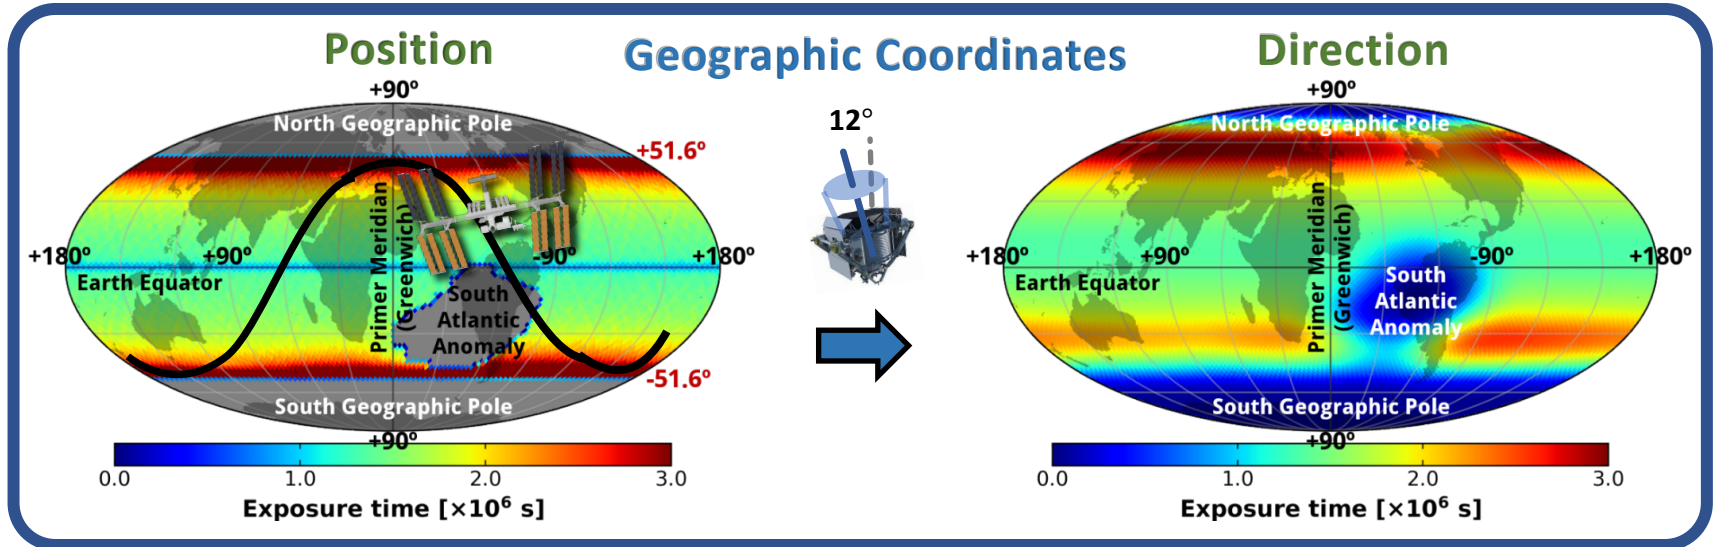 Position
Geographic Coordinates
Direction
+90º
North Geographic Pole
+51.6º
+180º
+90º
Primer Meridian
(Greenwich)
-90º
+180º
Earth Equator
South
Atlantic
Anomaly
-51.6º
South Geographic Pole
+90º
0.0 1.0 2.0 3.0
Exposure time [×10⁶ s]
12°
+90º
North Geographic Pole
+180º
+90º
Primer Meridian
(Greenwich)
-90º
+180º
Earth Equator
South
Atlantic
Anomaly
South Geographic Pole
+90º
0.0 1.0 2.0 3.0
Exposure time [×10⁶ s]